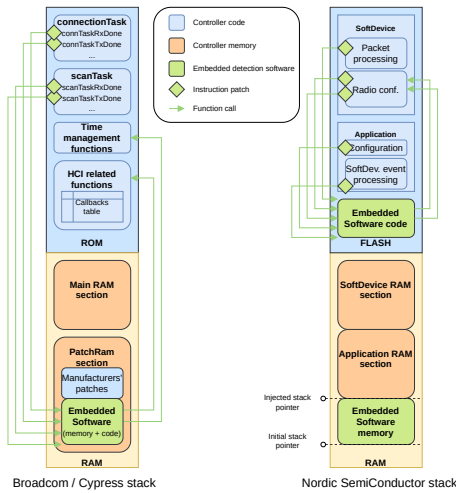 connectionTask
connTaskRxDone
connTaskTxDone
...
scanTask
scanTaskRxDone
scanTaskTxDone
...
Time
management
functions
HCI related
functions
Callbacks
table
ROM
Main RAM
section
PatchRam
section
Manufacturers'
patches
Embedded
Software
(memory + code)
RAM
Broadcom / Cypress stack
Controller code
Controller memory
Embedded detection software
Instruction patch
Function call
SoftDevice
Packet
processing
Radio conf.
Application
Configuration
SoftDev. event
processing
Embedded
Software code
FLASH
SoftDevice RAM
section
Application RAM
section
Injected stack
pointer
Embedded
Software
memory
Initial stack
pointer
RAM
Nordic SemiConductor stack